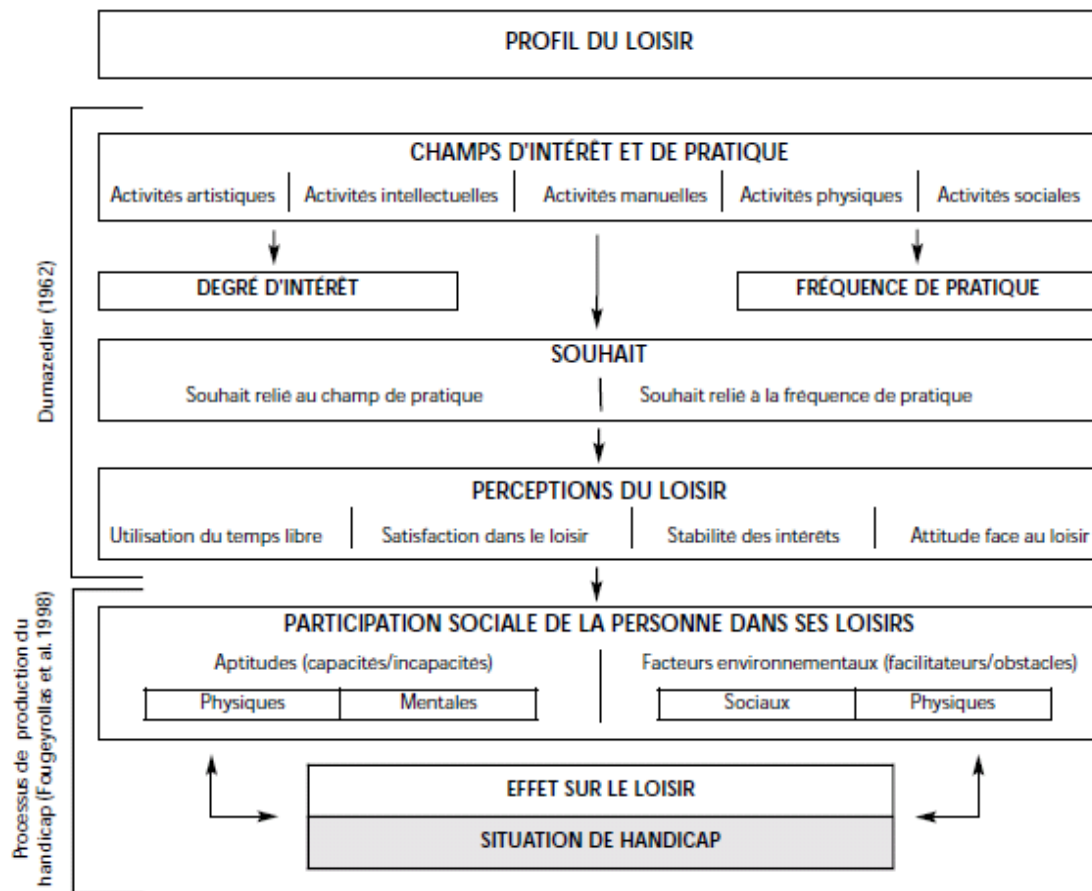 PROFIL DU LOISIR
CHAMPS D'INTÉRÊT ET DE PRATIQUE
Activités artistiques Activités intellectuelles Activités manuelles Activités physiques Activités sociales
DEGRÉ D'INTÉRÊT FRÉQUENCE DE PRATIQUE
SOUHAIT
Souhait relié au champ de pratique Souhait relié à la fréquence de pratique
PERCEPTIONS DU LOISIR
Utilisation du temps libre Satisfaction dans le loisir Stabilité des intérêts Attitude face au loisir
Dumazedier (1962)
PARTICIPATION SOCIALE DE LA PERSONNE DANS SES LOISIRS
Aptitudes (capacités/incapacités) Facteurs environnementaux (facilitateurs/obstacles)
Physiques Mentales Sociaux Physiques
EFFET SUR LE LOISIR
SITUATION DE HANDICAP
Processus de production du
handicap (Fougeyrollas et al. 1998)